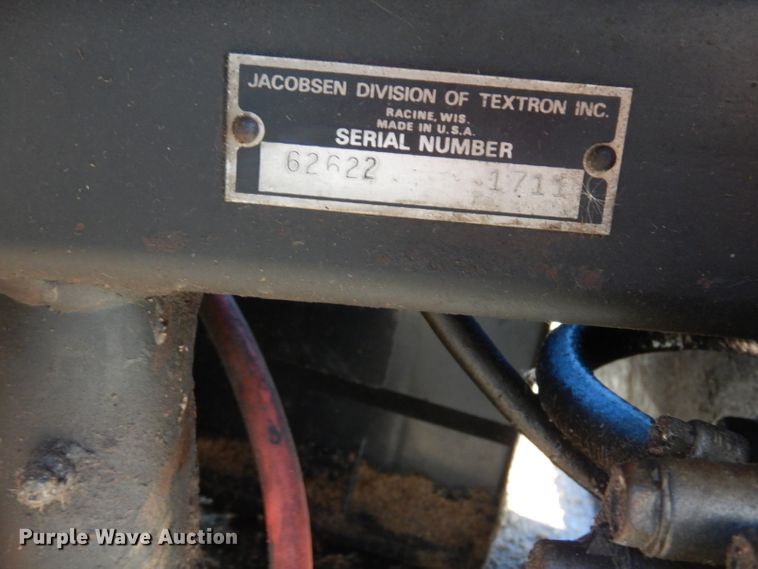 JACOBSEN DIVISION OF TEXTRON INC.
RACINE, WIS.
MADE IN U.S.A.
SERIAL NUMBER
62622 1711
Purple Wave Auction